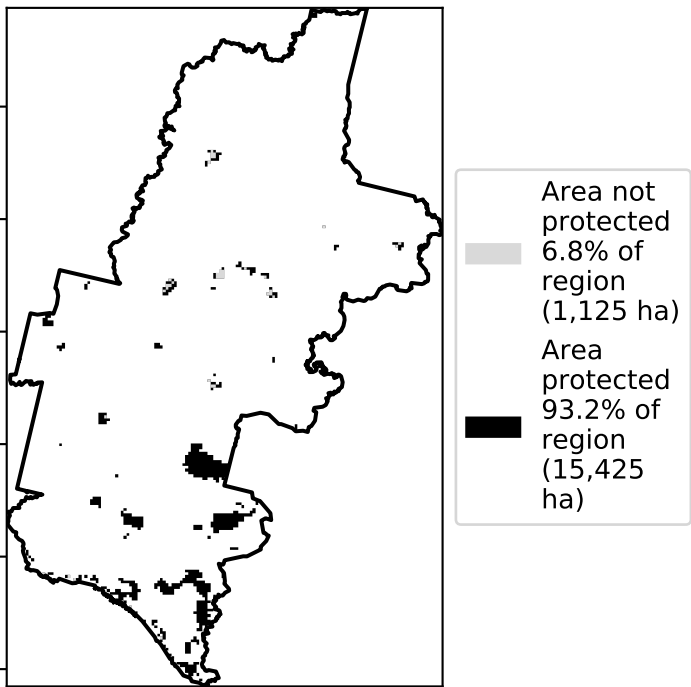 Area not
protected
6.8% of
region
(1,125 ha)
Area
protected
93.2% of
region
(15,425
ha)